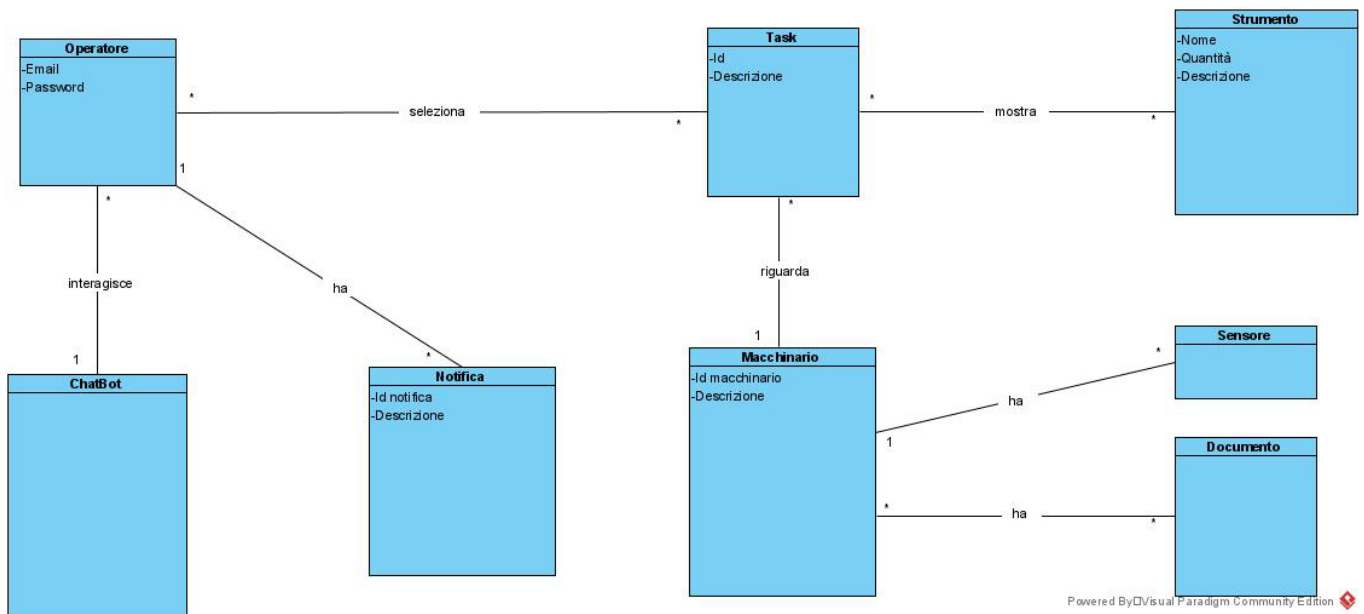 Operatore
-Email
-Password
*
seleziona
*
Task
-Id
-Descrizione
*
mostra
*
Strumento
-Nome
-Quantità
-Descrizione
1
*
interagisce
1
ha
*
*
riguarda
1
ChatBot
Notifica
-Id notifica
-Descrizione
Macchinario
-Id macchinario
-Descrizione
1
ha
*
Sensore
*
ha
*
Documento
Powered By□Visual Paradigm Community Edition